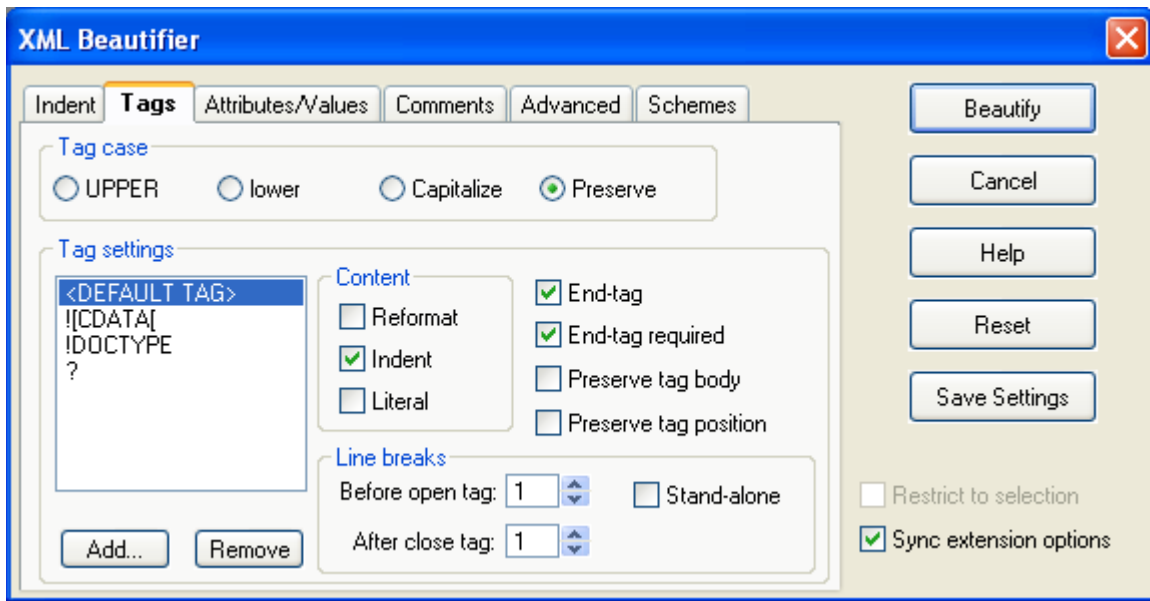 XML Beautifier
Indent Tags Attributes/Values Comments Advanced Schemes
Tag case
UPPER lower Capitalize Preserve
Tag settings
<DEFAULT TAG>
![CDATA[
!DOCTYPE
?
Add... Remove
Content
Reformat
Indent
Literal
End-tag
End-tag required
Preserve tag body
Preserve tag position
Line breaks
Before open tag: 1 Stand-alone
After close tag: 1
Beautify
Cancel
Help
Reset
Save Settings
Restrict to selection
Sync extension options